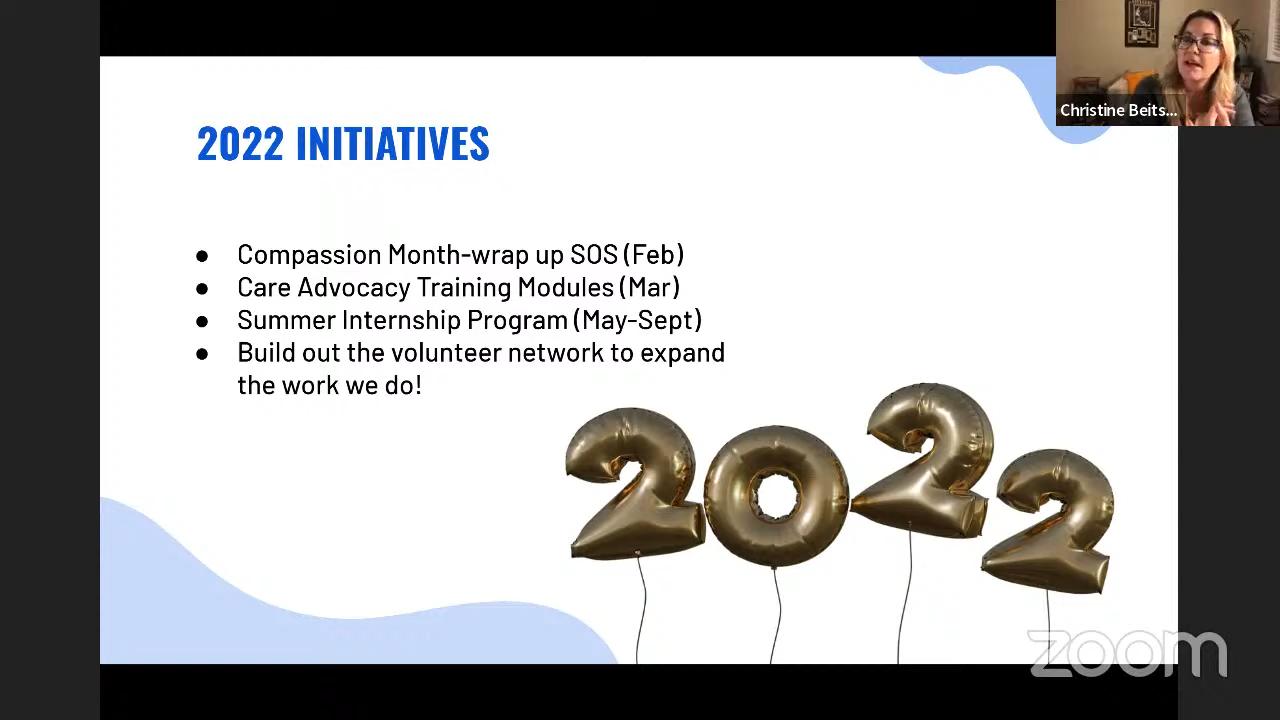 Christine Beits...
2022 INITIATIVES
● Compassion Month-wrap up SOS (Feb)
● Care Advocacy Training Modules (Mar)
● Summer Internship Program (May-Sept)
● Build out the volunteer network to expand
the work we do!
2022
zoom